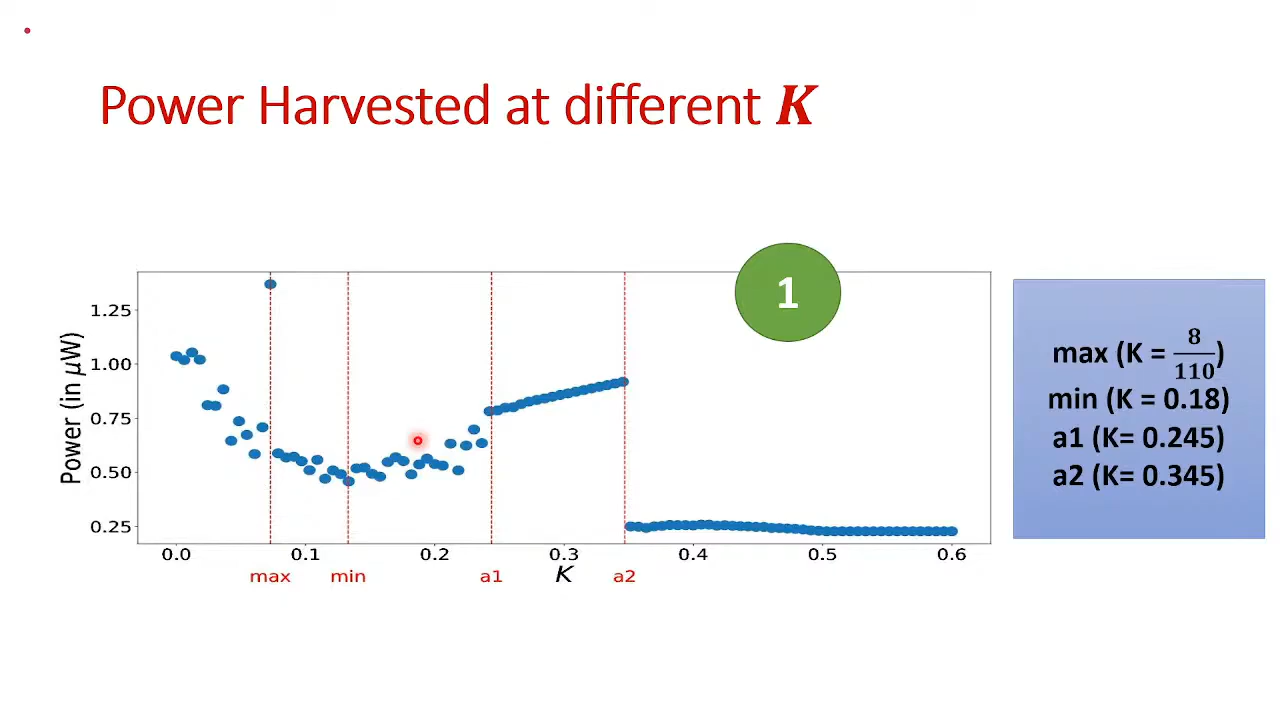 Power Harvested at different K
1
Power (in μW)
1.25
1.00
0.75
0.50
0.25
0.0 0.1 0.2 0.3 0.4 0.5 0.6
max min a1 K a2
max (K = 8/110)
min (K = 0.18)
a1 (K= 0.245)
a2 (K= 0.345)